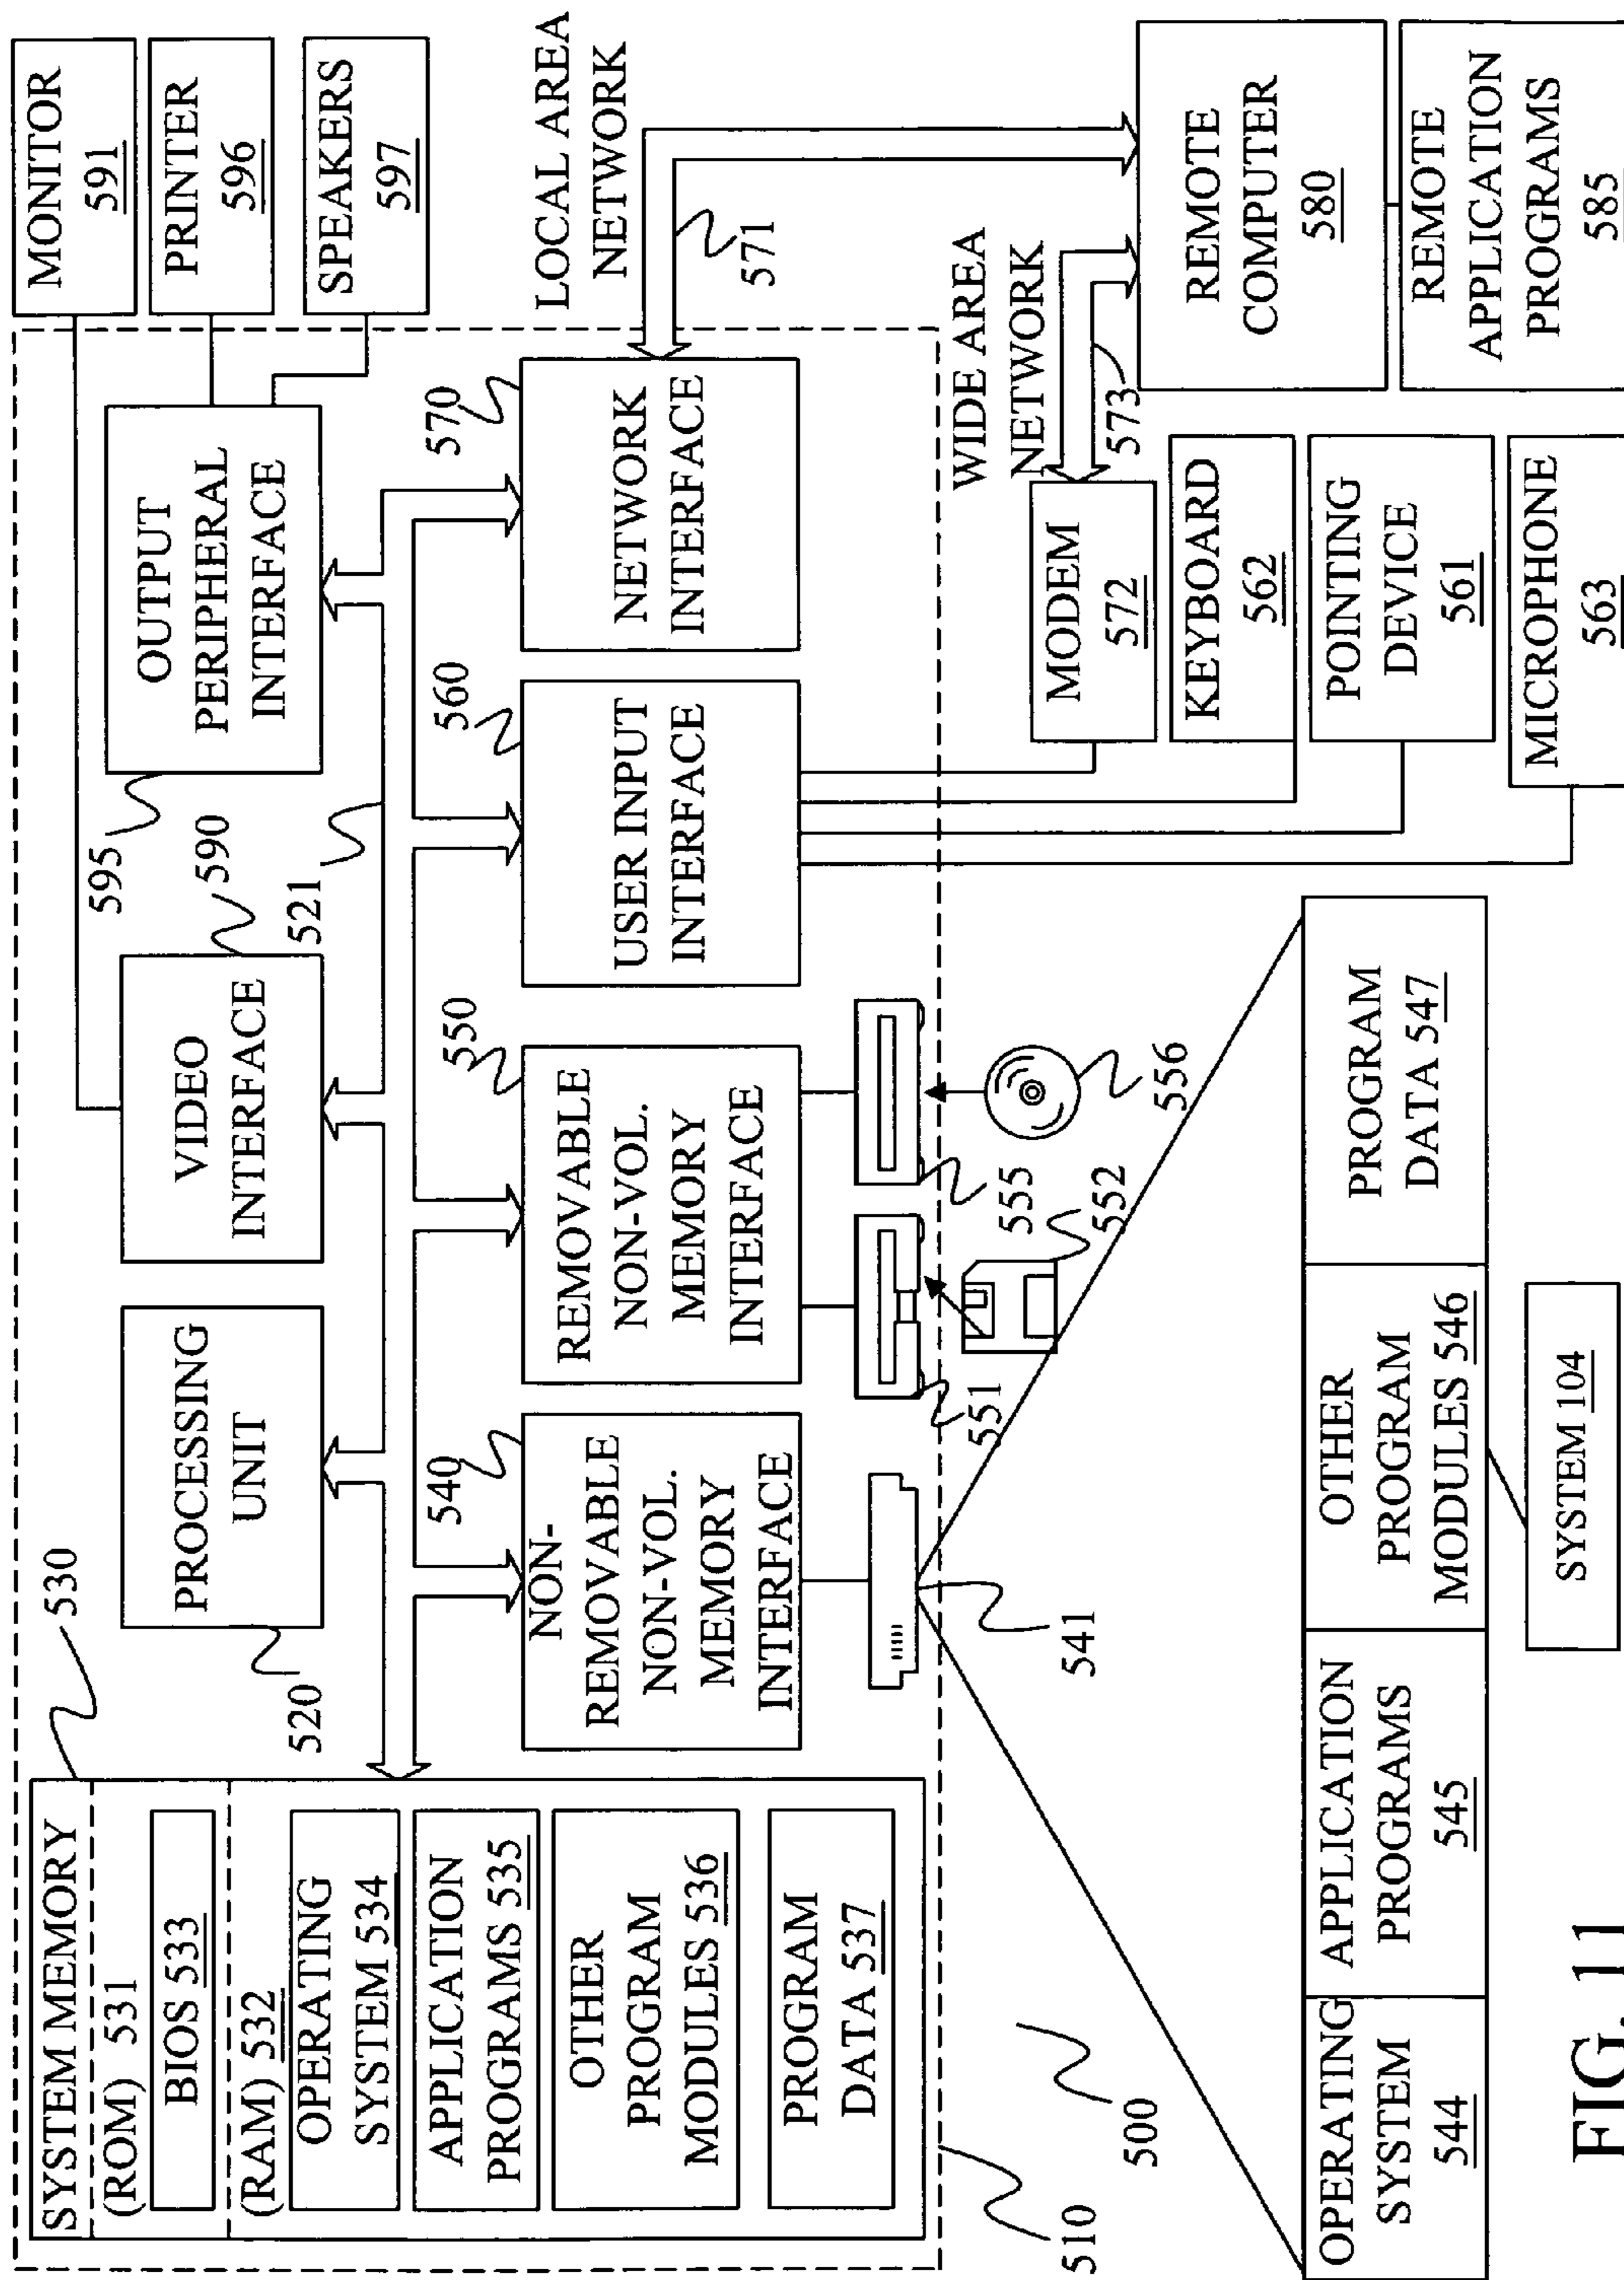 SYSTEM MEMORY
(ROM) 531
BIOS 533
(RAM) 532
OPERATING
SYSTEM 534
APPLICATION
PROGRAMS 535
OTHER
PROGRAM
MODULES 536
PROGRAM
DATA 537
530
PROCESSING
UNIT
520
VIDEO
INTERFACE
590
521
OUTPUT
PERIPHERAL
INTERFACE
595
MONITOR
591
PRINTER
596
SPEAKERS
597
NON-
REMOVABLE
NON-VOL.
MEMORY
INTERFACE
540
REMOVABLE
NON-VOL.
MEMORY
INTERFACE
550
USER INPUT
INTERFACE
560
NETWORK
INTERFACE
570
LOCAL AREA
NETWORK
571
541
551
552
555
556
510
500
WIDE AREA
NETWORK
573
MODEM
572
KEYBOARD
562
POINTING
DEVICE
561
MICROPHONE
563
REMOTE
COMPUTER
580
REMOTE
APPLICATION
PROGRAMS
585
OPERATING
SYSTEM
544
APPLICATION
PROGRAMS
545
OTHER
PROGRAM
MODULES 546
PROGRAM
DATA 547
SYSTEM 104
FIG. 11